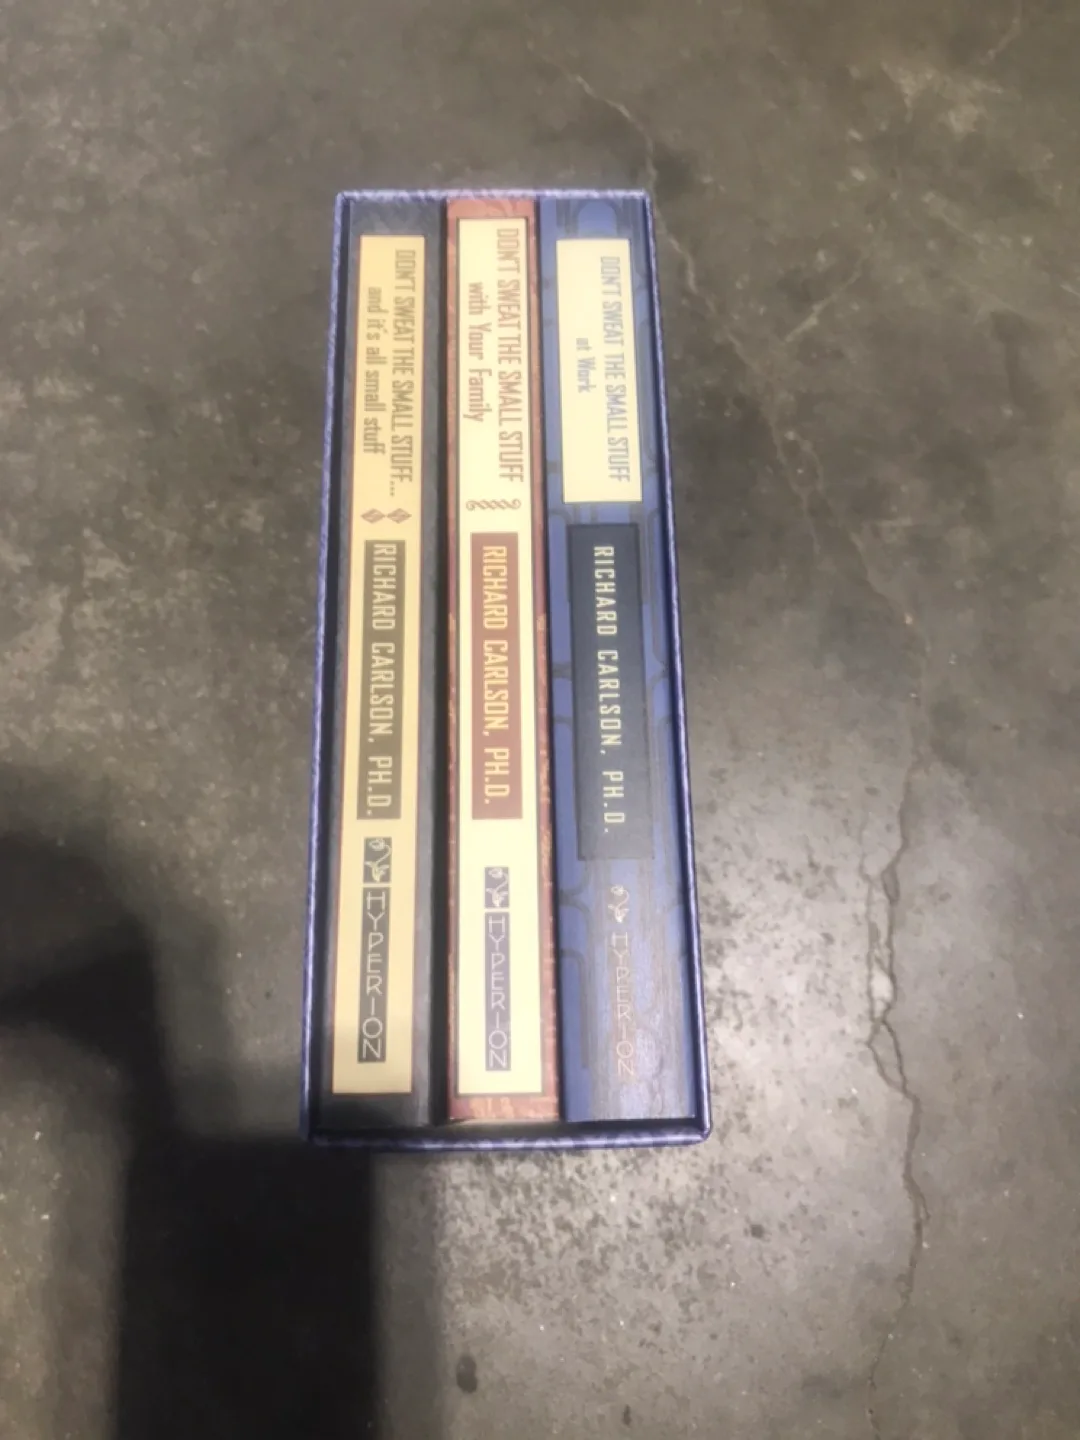 DON'T SWEAT THE SMALL STUFF...
and it's all small stuff
RICHARD CARLSON, PH.D.
HYPERION
DON'T SWEAT THE SMALL STUFF
with Your Family
RICHARD CARLSON, PH.D.
HYPERION
DON'T SWEAT THE SMALL STUFF
at Work
RICHARD CARLSON, PH.D.
HYPERION